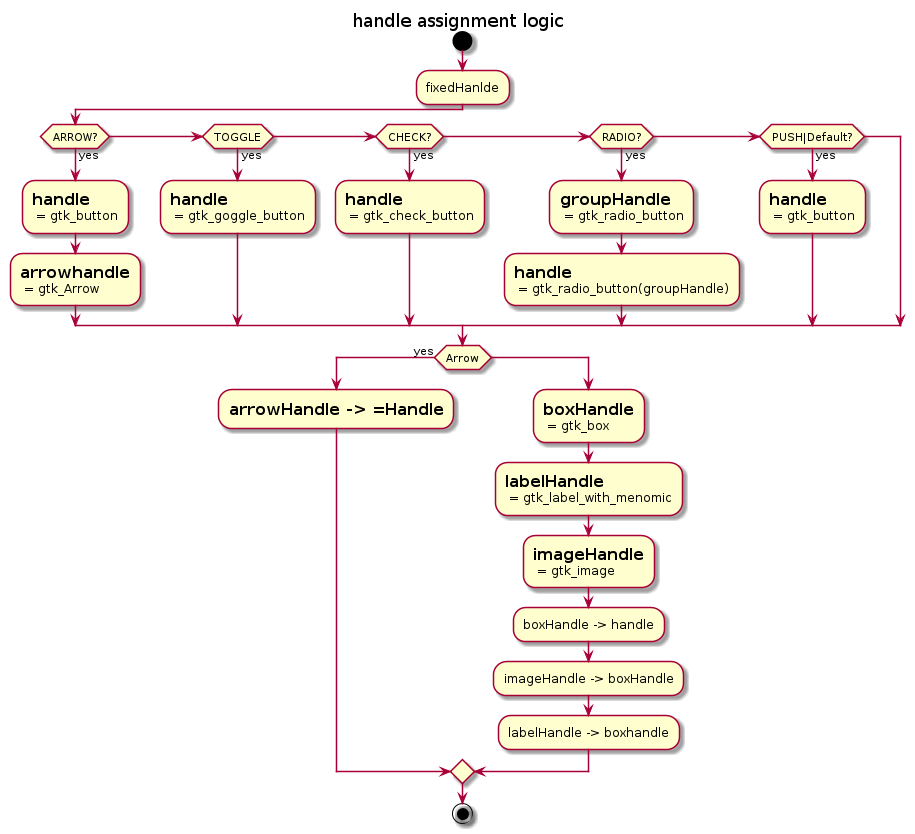 handle assignment logic
fixedHanlde
ARROW?
TOGGLE
CHECK?
RADIO?
PUSH|Default?
yes
yes
yes
yes
yes
handle
= gtk_button
handle
= gtk_goggle_button
handle
= gtk_check_button
groupHandle
= gtk_radio_button
handle
= gtk_button
arrowhandle
= gtk_Arrow
handle
= gtk_radio_button(groupHandle)
yes
Arrow
arrowHandle -> =Handle
boxHandle
= gtk_box
labelHandle
= gtk_label_with_menomic
imageHandle
= gtk_image
boxHandle -> handle
imageHandle -> boxHandle
labelHandle -> boxhandle